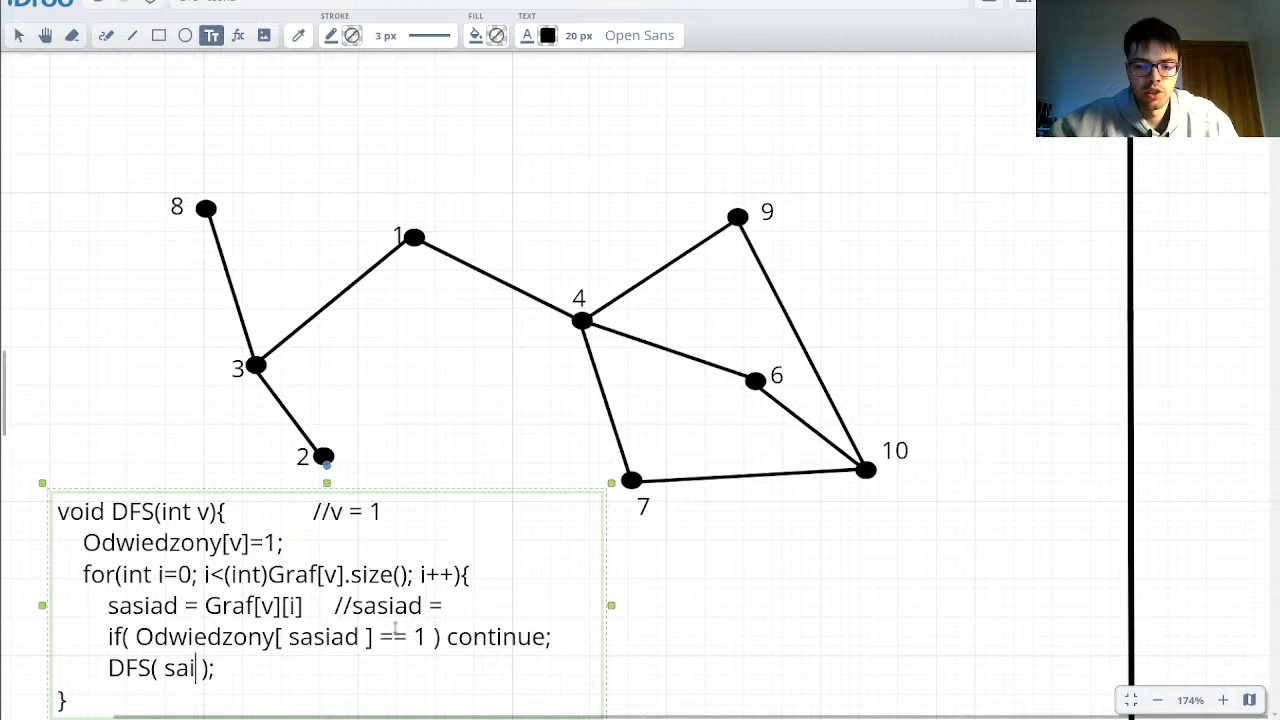 STROKE
FILL
TEXT
3 px
20 px
Open Sans
8
1
9
4
3
6
2
10
7
void DFS(int v){ //v = 1
Odwiedzony[v]=1;
for(int i=0; i<(int)Graf[v].size(); i++){
sasiad = Graf[v][i] //sasiad =
if( Odwiedzony[ sasiad ] == 1 ) continue;
DFS( sai );
}
174%